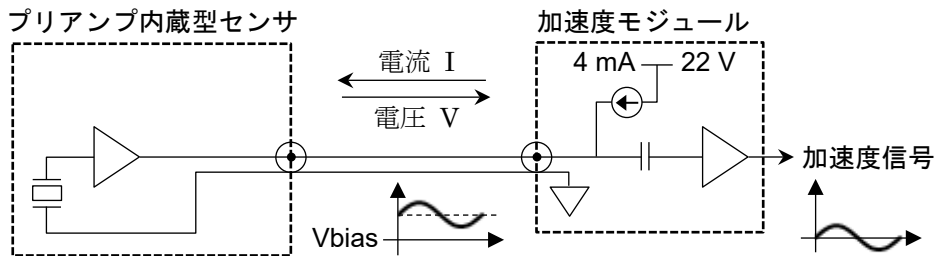 プリアンプ内蔵型センサ
加速度モジュール
電流 I
電圧 V
4 mA
22 V
加速度信号
Vbias